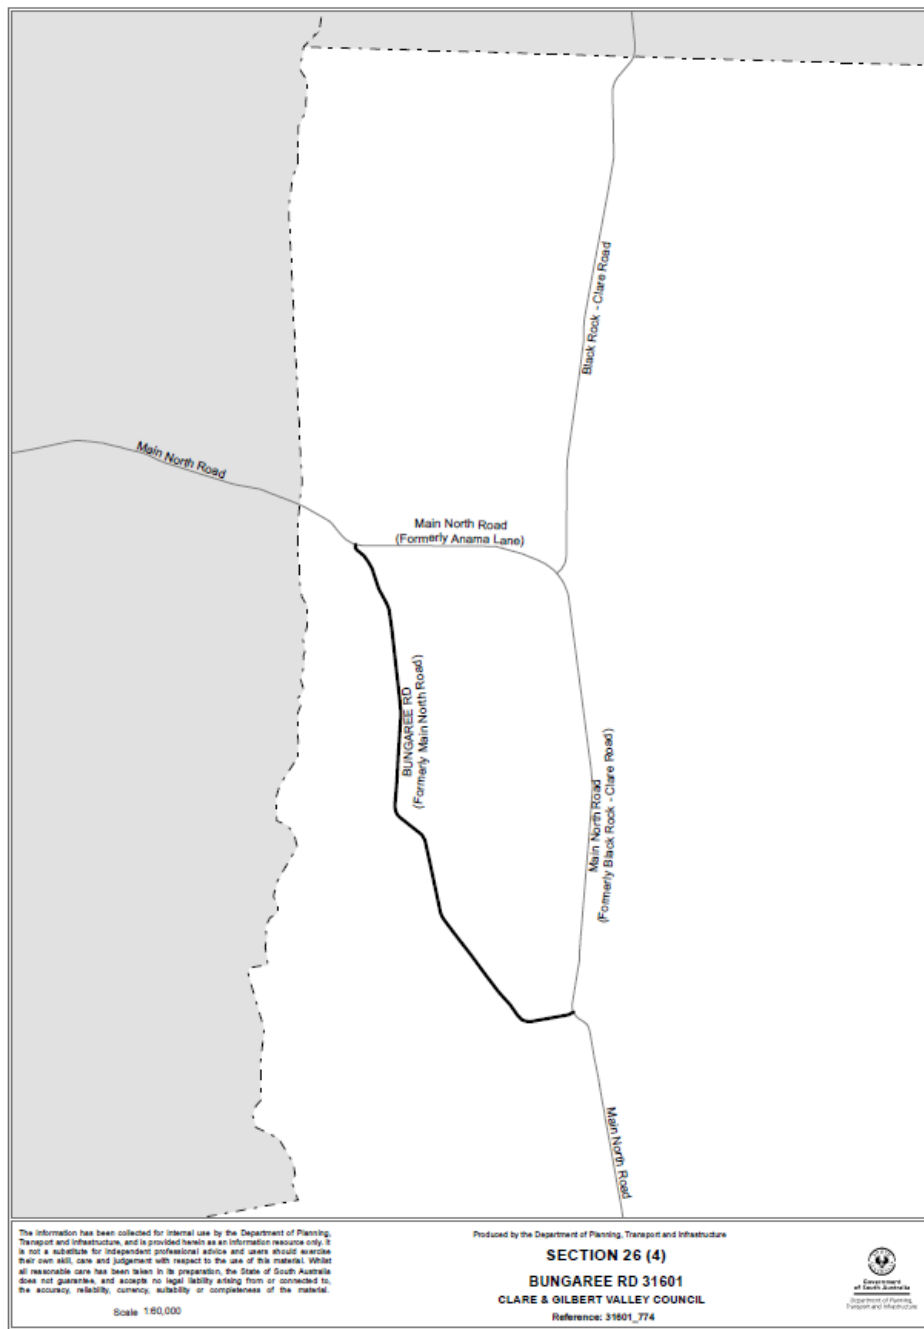 Black Rock - Clare Road
Main North Road
Main North Road
(Formerly Anama Lane)
BUNGAREE RD
(Formerly Main North Road)
Main North Road
(Formerly Black Rock - Clare Road)
Main North Road
The information has been collected for internal use by the Department of Planning,
Transport and Infrastructure, and is provided herein as an information resource only. It
is not a substitute for independent professional advice and users should exercise
their own skill, care and judgement with respect to the use of this material. Whilst
all reasonable care has been taken in its preparation, the State of South Australia
does not guarantee, and accepts no legal liability arising from or connected to,
the accuracy, reliability, currency, suitability or completeness of the material.
Scale 1:60,000
Produced by the Department of Planning, Transport and Infrastructure
SECTION 26 (4)
BUNGAREE RD 31601
CLARE & GILBERT VALLEY COUNCIL
Reference: 31601_774
Government
of South Australia
Department of Planning,
Transport and Infrastructure